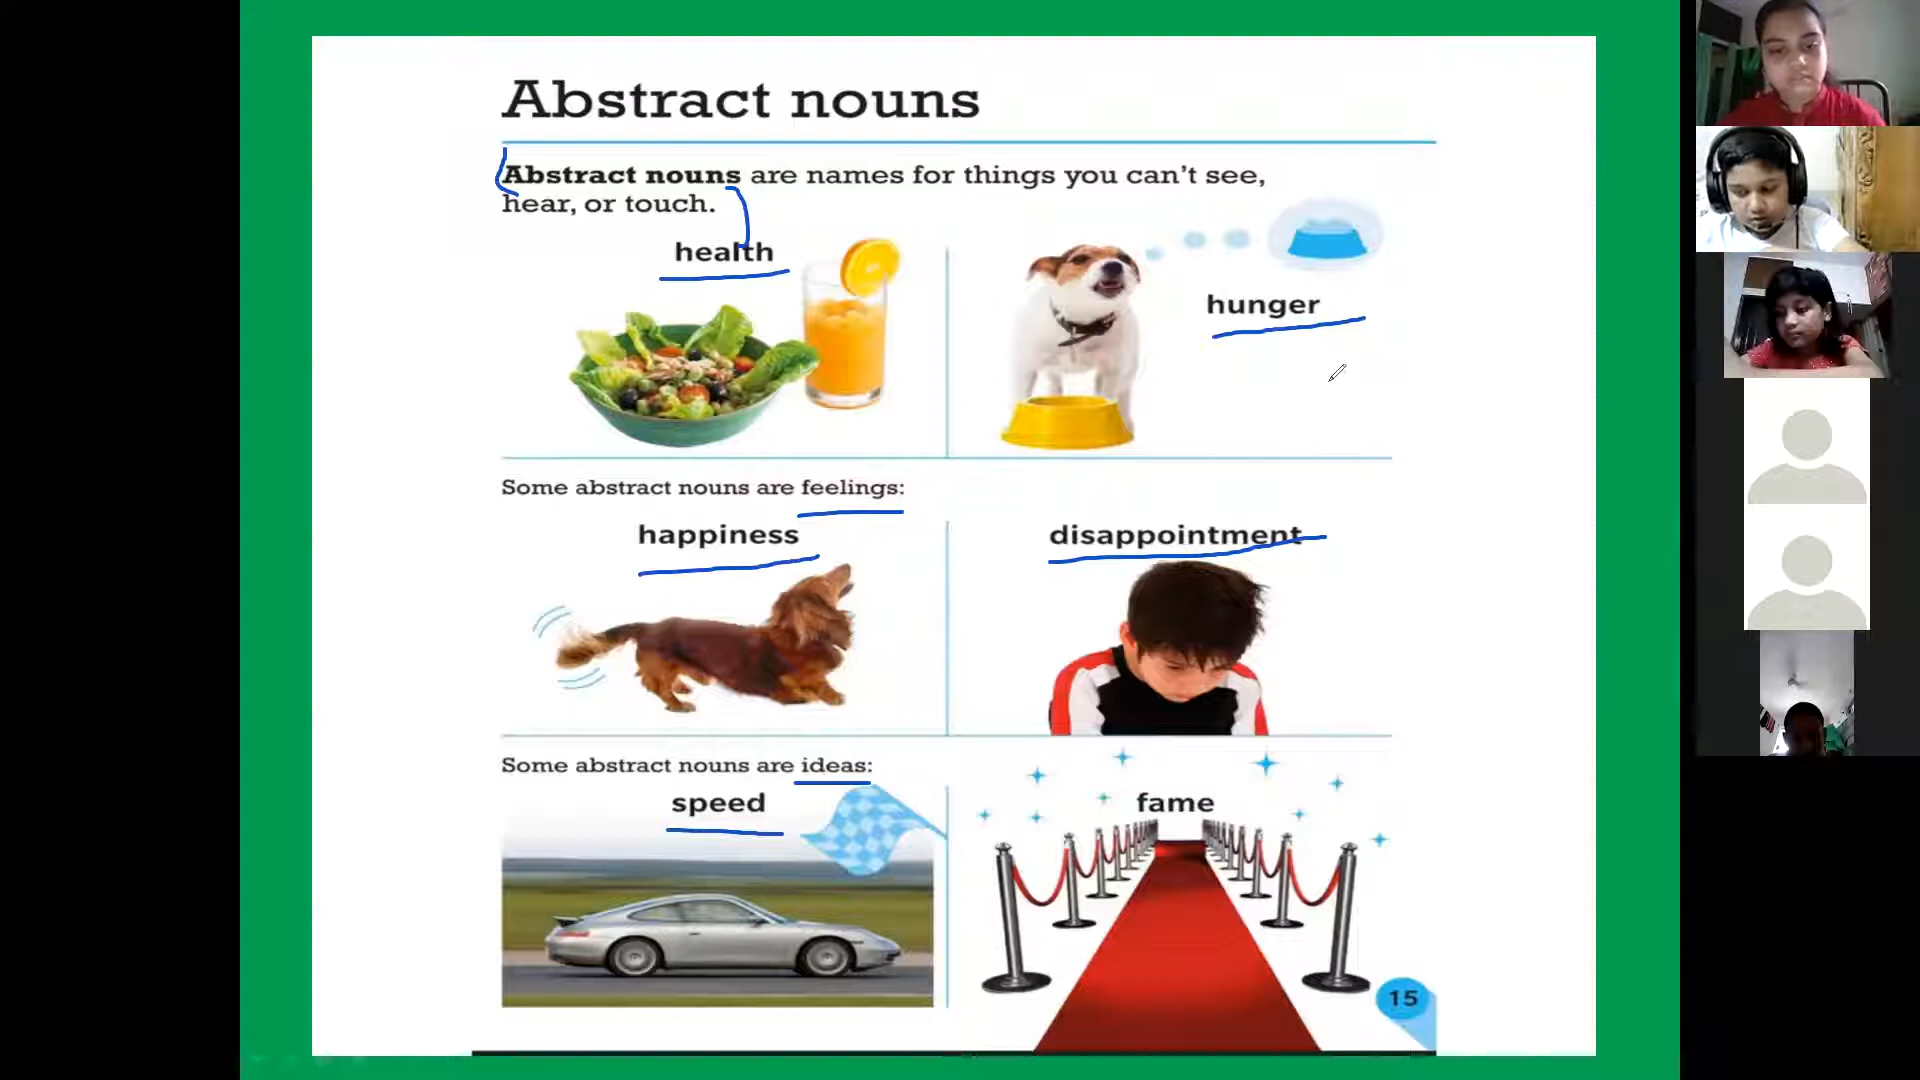 Abstract nouns
Abstract nouns are names for things you can't see,
hear, or touch.
health
hunger
Some abstract nouns are feelings:
happiness
disappointment
Some abstract nouns are ideas:
speed
fame
15